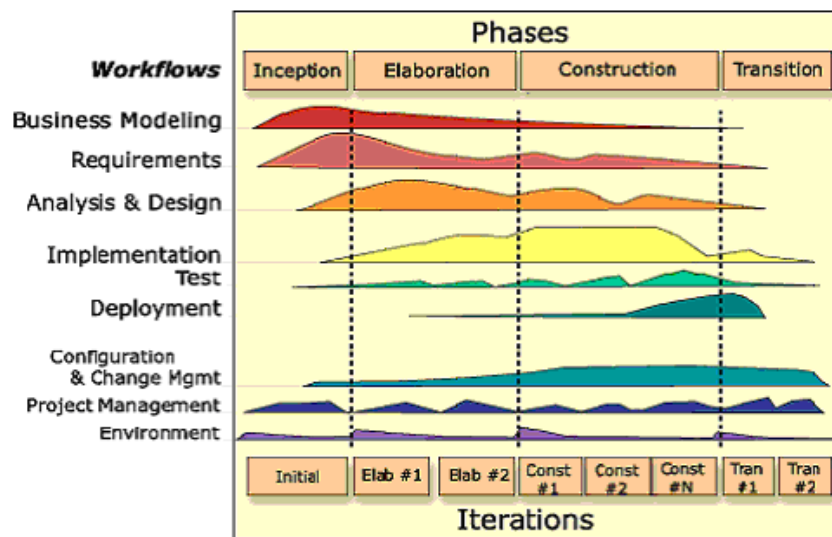 Phases
Workflows
Inception
Elaboration
Construction
Transition
Business Modeling
Requirements
Analysis & Design
Implementation
Test
Deployment
Configuration
& Change Mgmt
Project Management
Environment
Initial
Elab #1
Elab #2
Const
#1
Const
#2
Const
#N
Tran
#1
Tran
#2
Iterations